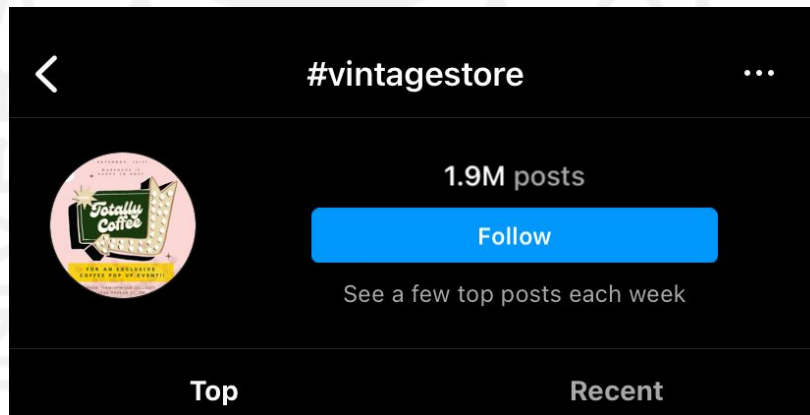 #vintagestore
1.9M posts
Totally
Coffee
FOR AN EXCLUSIVE
COFFEE POP UP EVENT!!
Follow
See a few top posts each week
Top
Recent